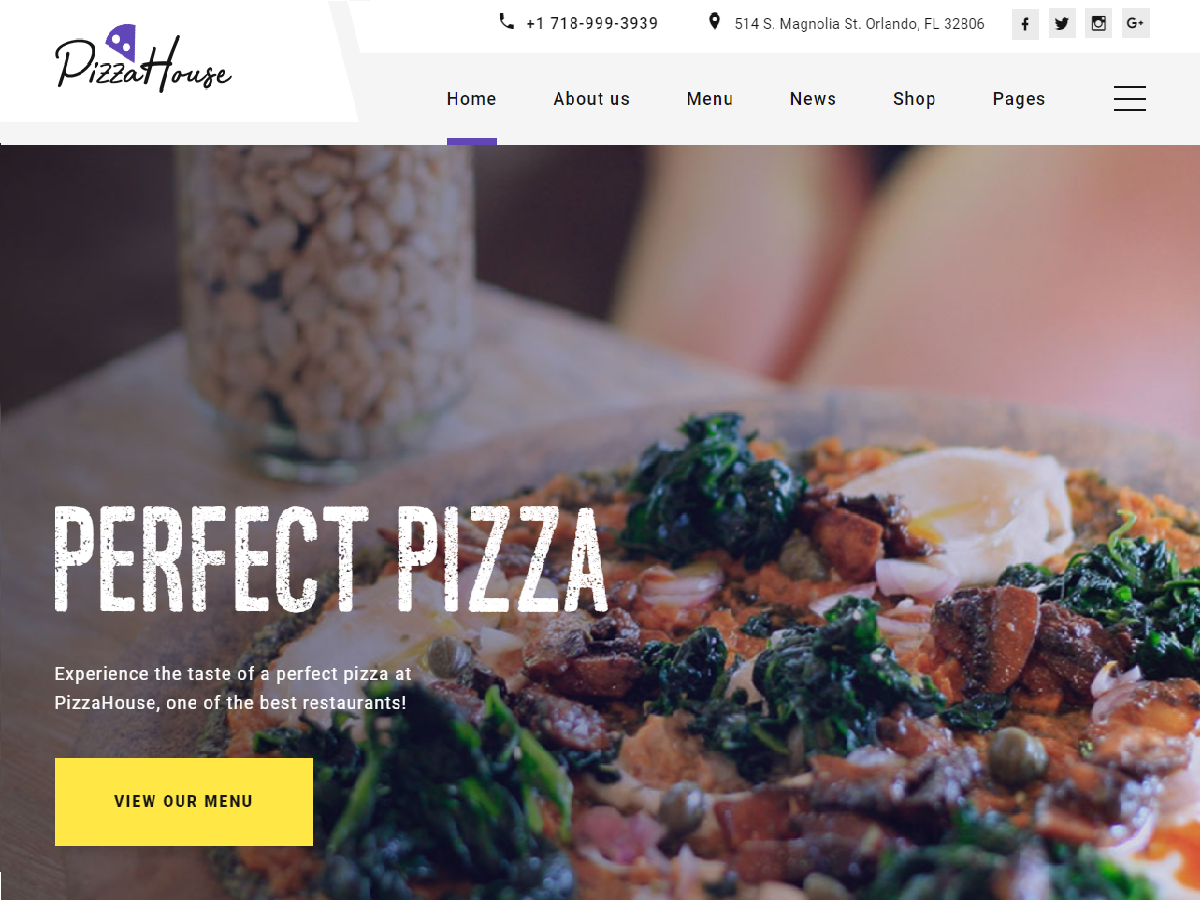 PizzaHouse
+1 718-999-3939
514 S. Magnolia St. Orlando, FL 32806
G+
Home
About us
Menu
News
Shop
Pages
PERFECT PIZZA
Experience the taste of a perfect pizza at
PizzaHouse, one of the best restaurants!
VIEW OUR MENU